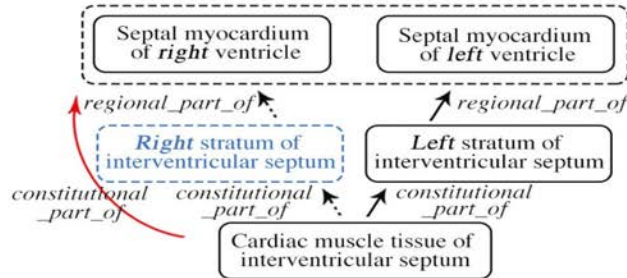 Septal myocardium
of right ventricle
Septal myocardium
of left ventricle
regional_part_of
regional_part_of
Right stratum of
interventricular septum
Left stratum of
interventricular septum
constitutional
_part_of
constitutional
_part_of
constitutional
_part_of
Cardiac muscle tissue of
interventricular septum